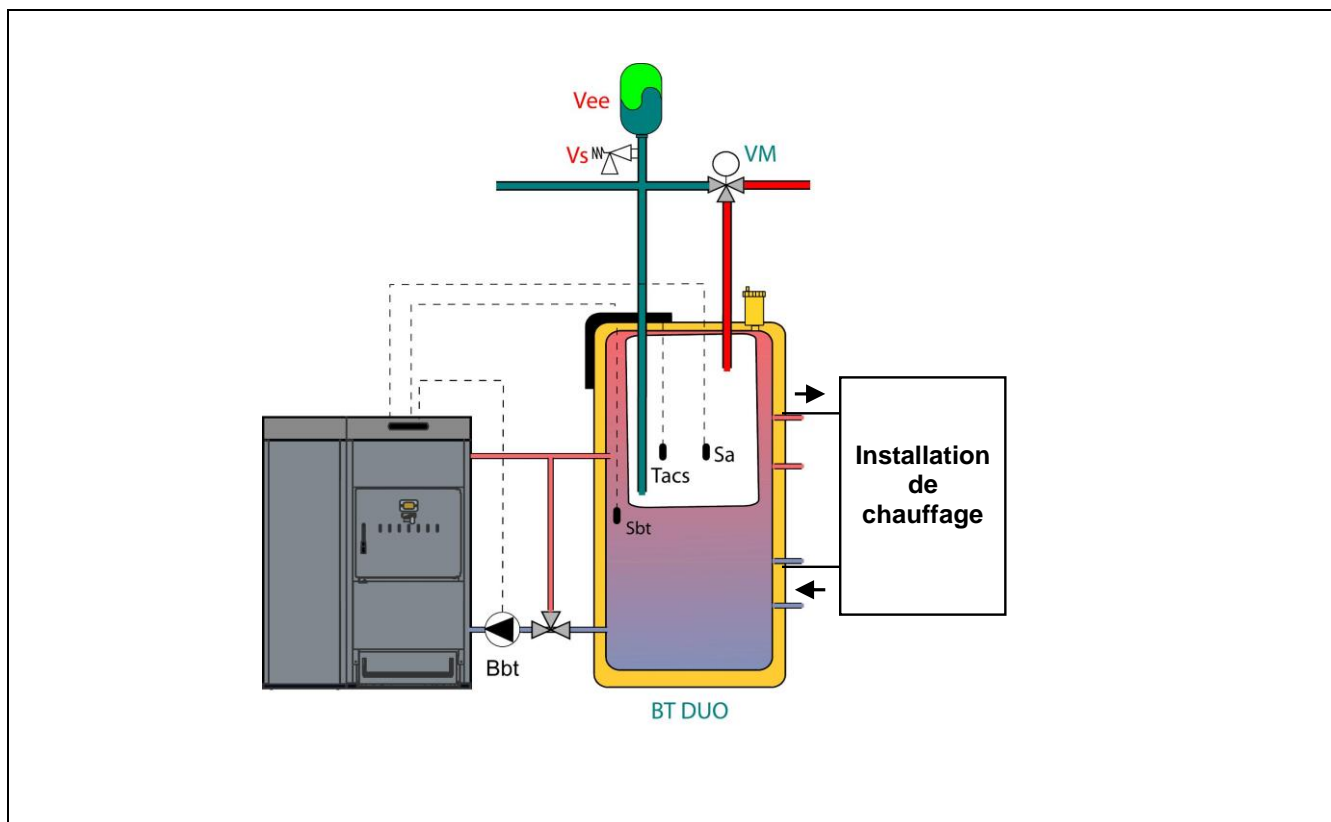 Vee
Vs
VM
Tacs
Sa
Sbt
Installation
de
chauffage
Bbt
BT DUO